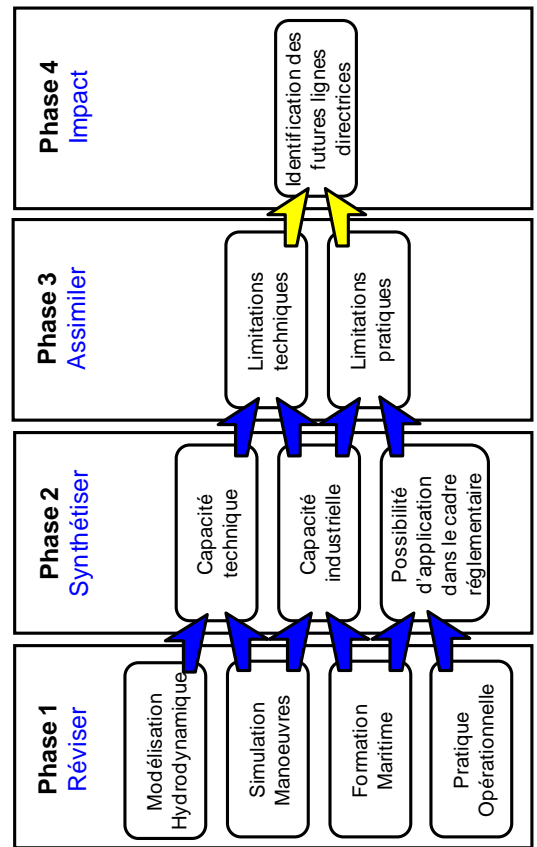 Phase 1
Réviser
Modélisation
Hydrodynamique
Simulation
Manoeuvres
Formation
Maritime
Pratique
Opérationnelle
Phase 2
Synthétiser
Capacité
technique
Capacité
industrielle
Possibilité
d'application
dans le cadre
réglementaire
Phase 3
Assimiler
Limitations
techniques
Limitations
pratiques
Phase 4
Impact
Identification des
futures lignes
directrices